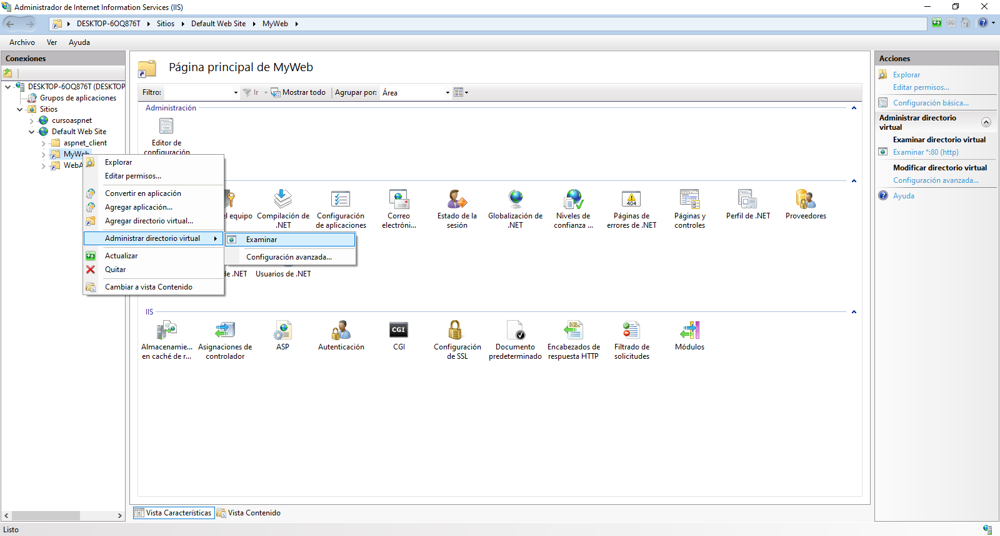 Administrador de Internet Information Services (IIS)
DESKTOP-6OQ876T
Sitios
Default Web Site
MyWeb
Archivo
Ver
Ayuda
Conexiones
DESKTOP-6OQ876T (DESKTOP
Grupos de aplicaciones
Sitios
cursoaspnet
Default Web Site
aspnet_client
MyWeb
WebA
Explorar
Editar permisos...
Convertir en aplicación
Agregar aplicación...
Agregar directorio virtual...
Administrar directorio virtual
Actualizar
Quitar
Cambiar a vista Contenido
Examinar
Configuración avanzada...
Página principal de MyWeb
Filtro:
Ir
Mostrar todo
Agrupar por:
Área
Administración
Editor de
configuración
el equipo
Compilación de
.NET
Configuración
de aplicaciones
Correo
electróni...
Estado de la
sesión
Globalización de
.NET
Niveles de
confianza ...
Páginas de
errores de .NET
Páginas y
controles
Perfil de .NET
Proveedores
de .NET
Usuarios de .NET
IIS
Almacenamie...
en caché de r...
Asignaciones de
controlador
ASP
Autenticación
CGI
CGI
Configuración
de SSL
Documento
predeterminado
Encabezados de
respuesta HTTP
Filtrado de
solicitudes
Módulos
404
Vista Características
Vista Contenido
Acciones
Explorar
Editar permisos...
Configuración básica...
Administrar directorio
virtual
Examinar directorio virtual
Examinar *:80 (http)
Modificar directorio virtual
Configuración avanzada...
Ayuda
Listo